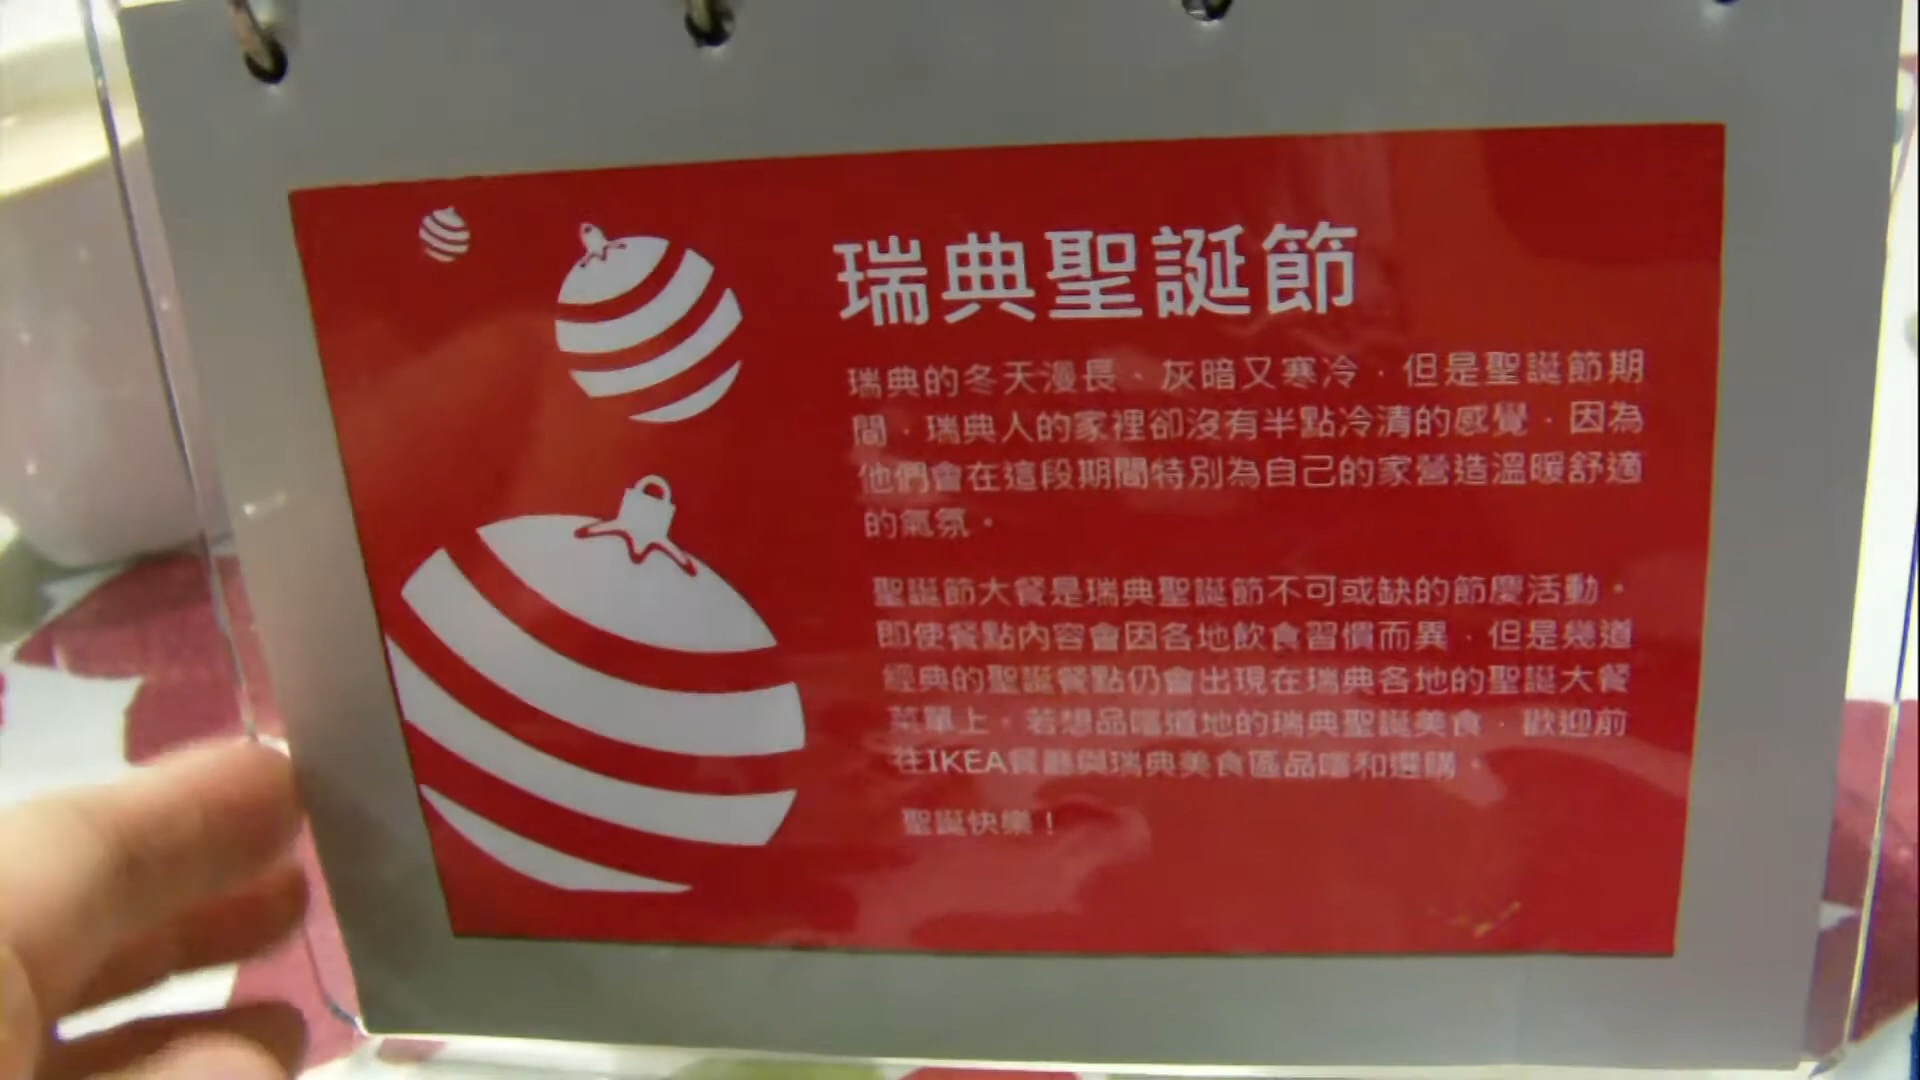 瑞典聖誕節
瑞典的冬天漫長、灰暗又寒冷，但是聖誕節期
間，瑞典人的家裡卻沒有半點冷清的感覺，因為
他們會在這段期間特別為自己的家營造溫暖舒適
的氣氛。
聖誕節大餐是瑞典聖誕節不可或缺的節慶活動。
即使餐點內容會因各地飲食習慣而異，但是幾道
經典的聖誕餐點仍會出現在瑞典各地的聖誕大餐
菜單上。若想品嚐道地的瑞典聖誕美食，歡迎前
往IKEA餐廳與瑞典美食區品嚐和選購。
聖誕快樂！